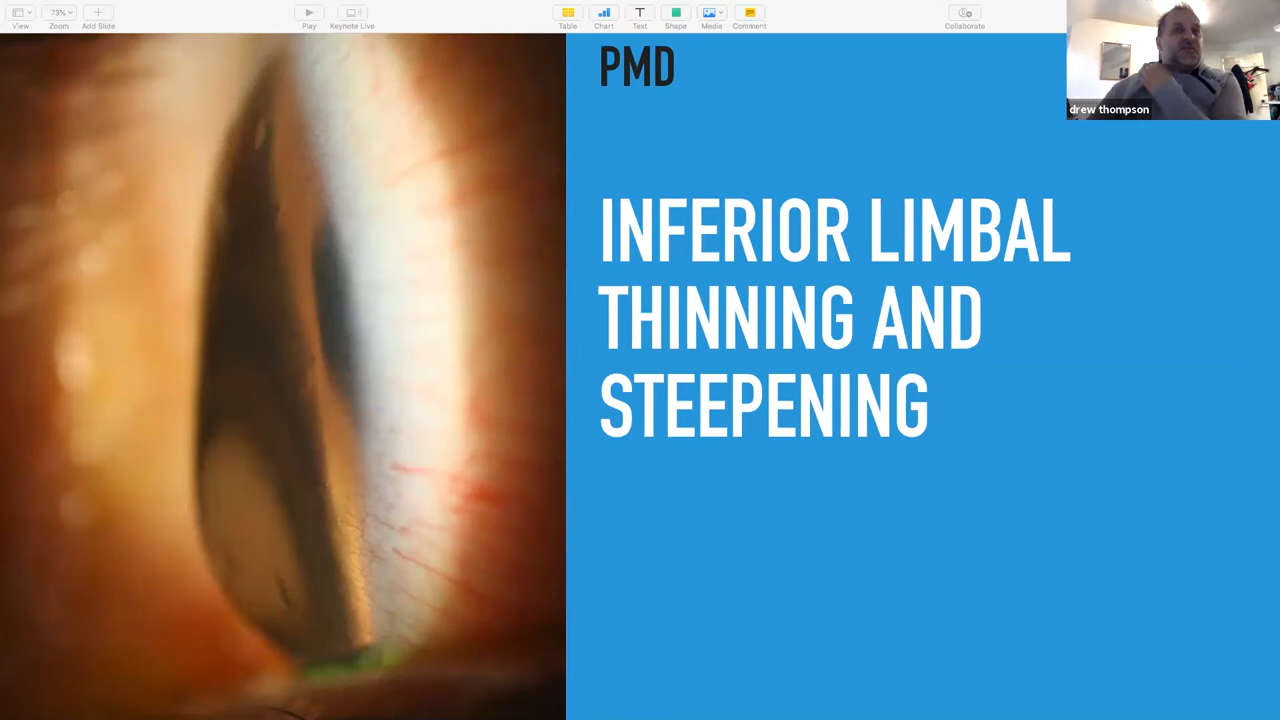 View
73%
Zoom
Add Slide
Play
Keynote Live
Table
Chart
T
Text
Shape
Media
Comment
Collaborate
drew thompson
PMD
INFERIOR LIMBAL
THINNING AND
STEEPENING